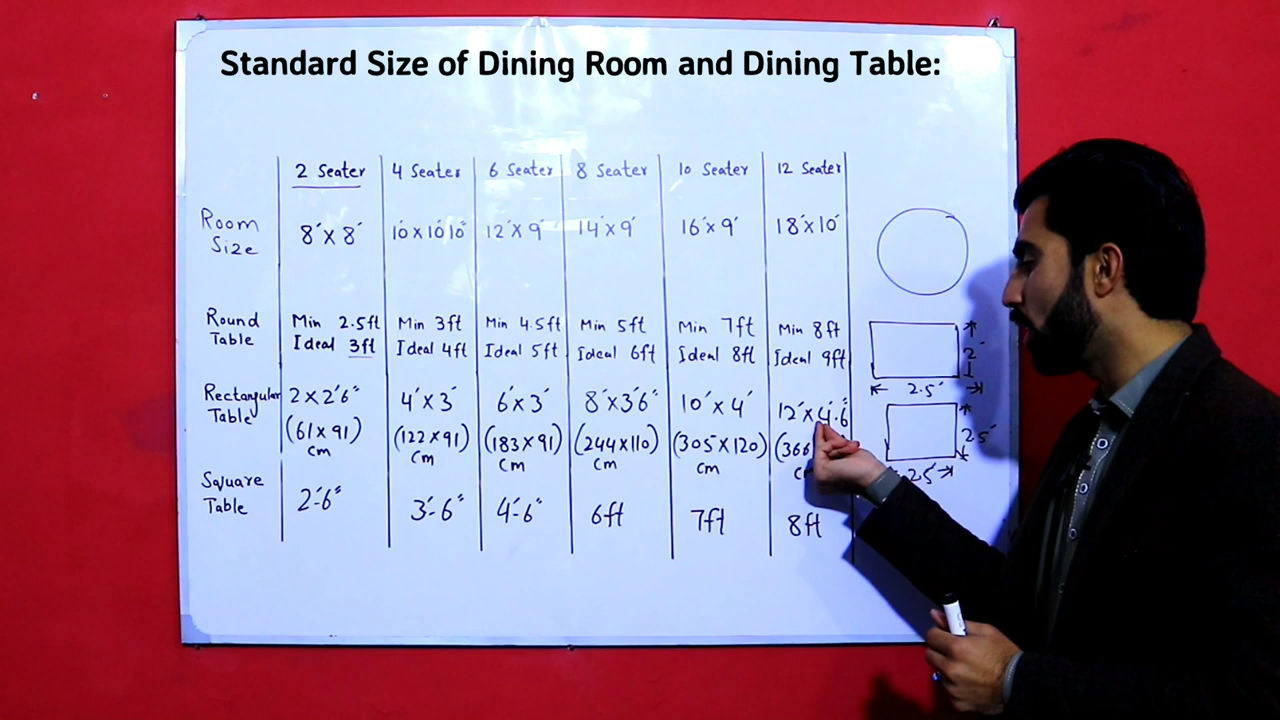 Standard Size of Dining Room and Dining Table:
2 Seater 4 Seater 6 Seater 8 Seater 10 Seater 12 Seater
Room Size 8'x8' 10'x10'10" 12'x9' 14'x9' 16'x9' 18'x10'
Round Table Min 2.5ft Min 3ft Min 4.5ft Min 5ft Min 7ft Min 8ft
Ideal 3ft Ideal 4ft Ideal 5ft Ideal 6ft Ideal 8ft Ideal 9ft
Rectangular Table 2x2'6" 4'x3' 6'x3' 8'x3'6" 10'x4' 12'x4'.6"
(61x91) (122x91) (183x91) (244x110) (305x120) (366
cm cm cm cm cm
Square Table 2'-6" 3'-6" 4'-6" 6ft 7ft 8ft
2'
2.5'
2.5'
2.5'